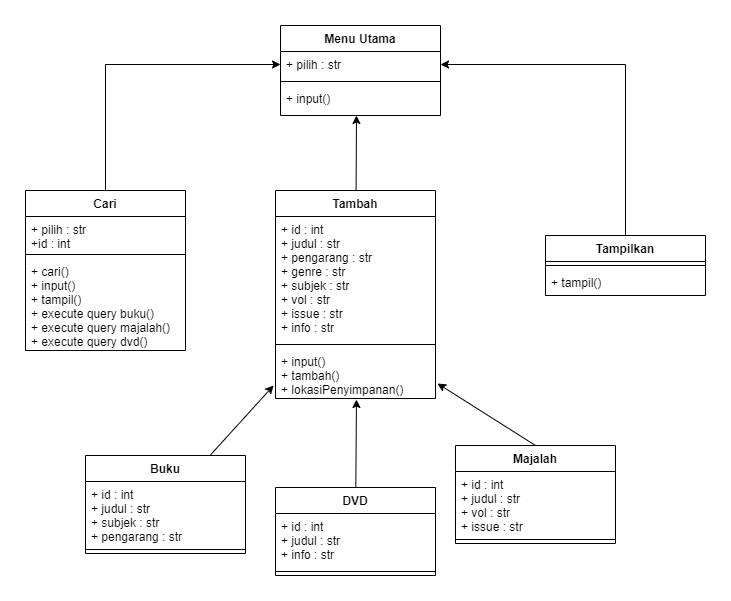 Menu Utama
+ pilih : str
+ input()
Cari
+ pilih : str
+id : int
+ cari()
+ input()
+ tampil()
+ execute query buku()
+ execute query majalah()
+ execute query dvd()
Tambah
+ id : int
+ judul : str
+ pengarang : str
+ genre : str
+ subjek : str
+ vol : str
+ issue : str
+ info : str
+ input()
+ tambah()
+ lokasiPenyimpanan()
Tampilkan
+ tampil()
Buku
+ id : int
+ judul : str
+ subjek : str
+ pengarang : str
DVD
+ id : int
+ judul : str
+ info : str
Majalah
+ id : int
+ judul : str
+ vol : str
+ issue : str